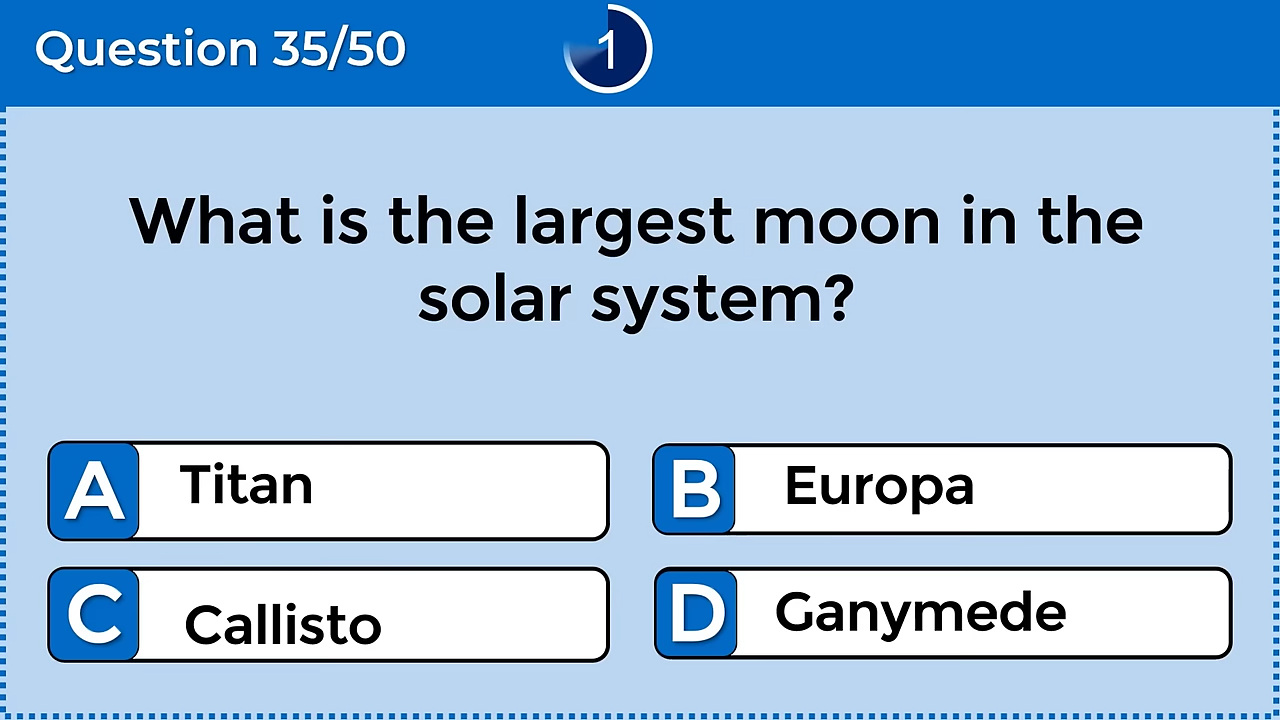 Question 35/50
1
What is the largest moon in the
solar system?
A Titan
B Europa
C Callisto
D Ganymede